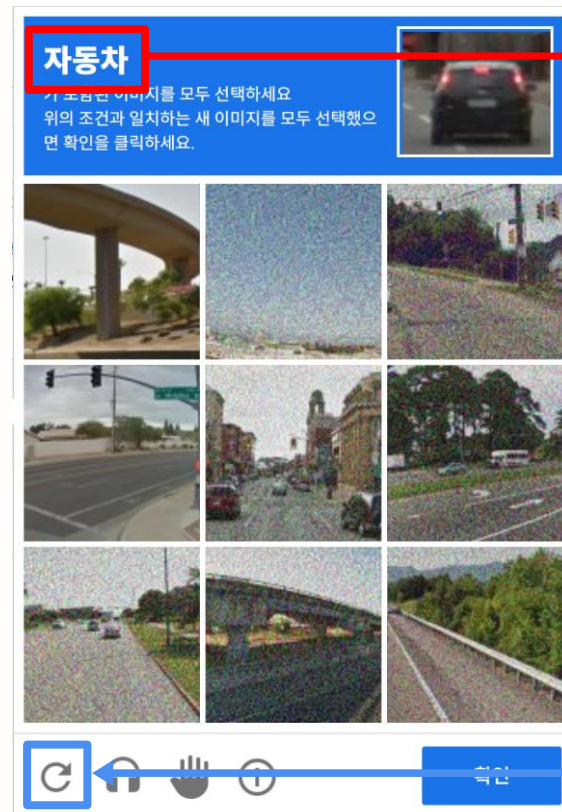 자동차
가 포함된 이미지를 모두 선택하세요
위의 조건과 일치하는 새 이미지를 모두 선택했으
면 확인을 클릭하세요.
확인